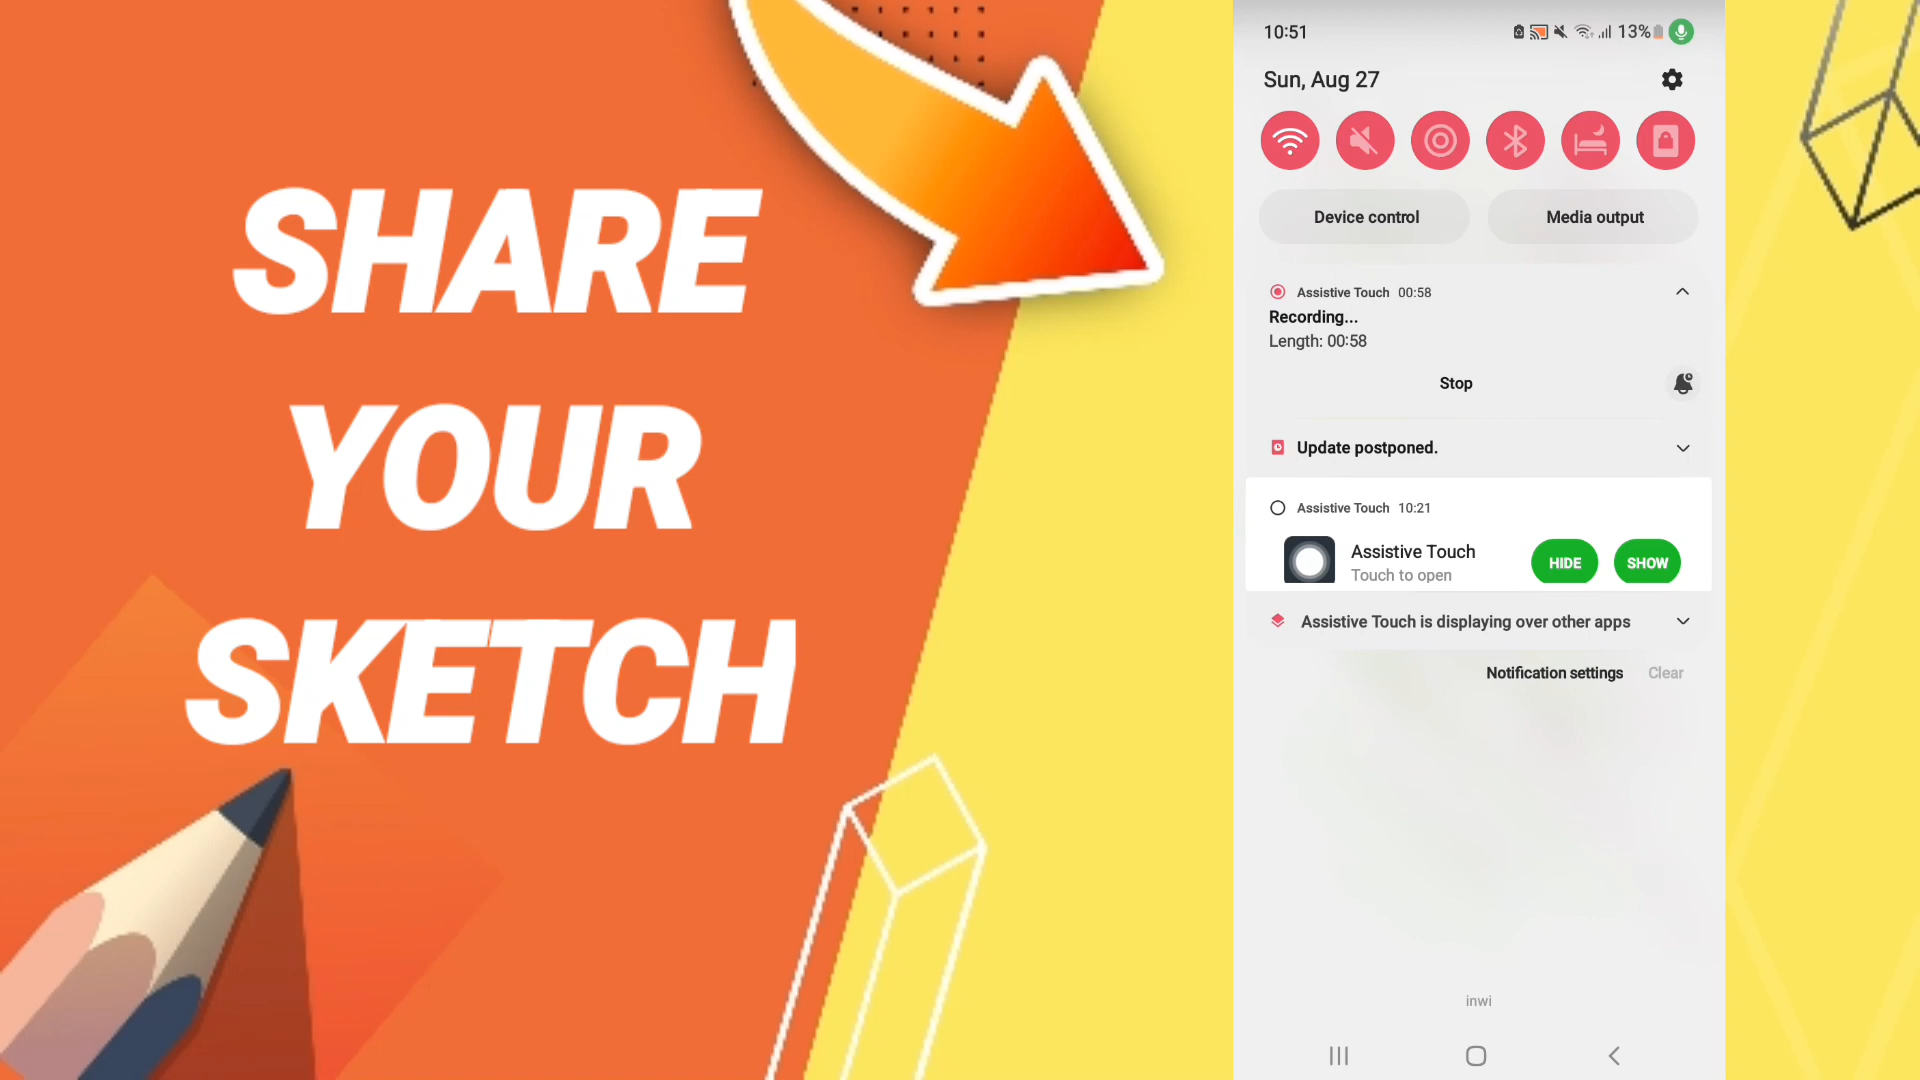 SHARE
YOUR
SKETCH
10:51
13%
Sun, Aug 27
Device control
Media output
Assistive Touch 00:58
Recording...
Length: 00:58
Stop
Update postponed.
Assistive Touch 10:21
Assistive Touch
Touch to open
HIDE
SHOW
Assistive Touch is displaying over other apps
Notification settings
Clear
inwi